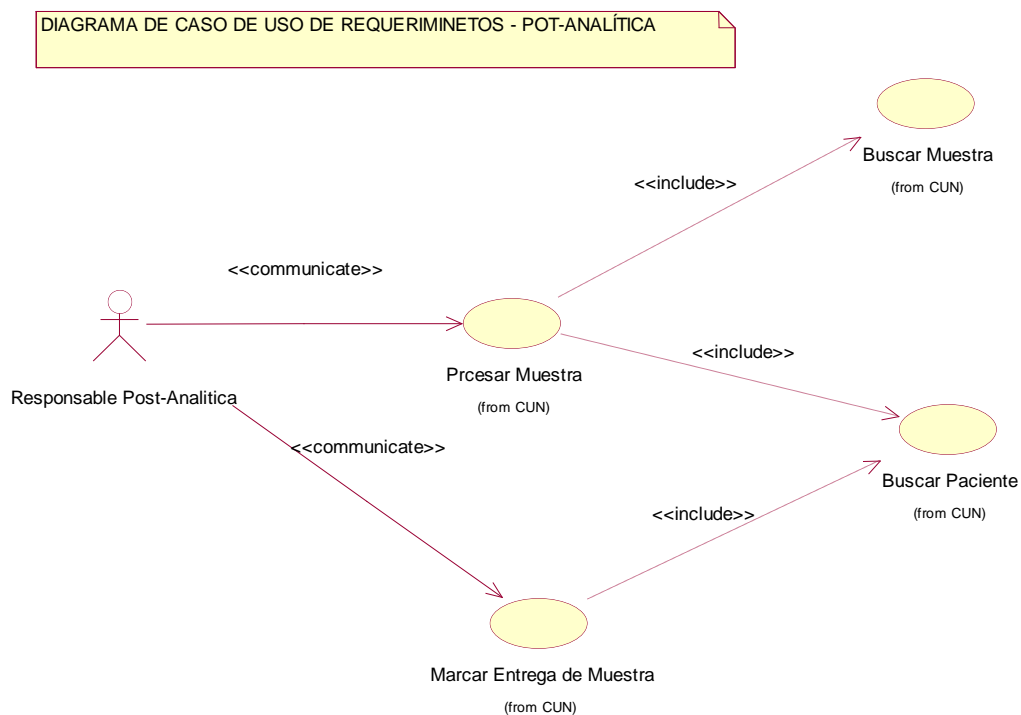 DIAGRAMA DE CASO DE USO DE REQUERIMINETOS - POT-ANALÍTICA
Buscar Muestra
(from CUN)
<<include>>
<<communicate>>
<<include>>
Prcesar Muestra
(from CUN)
Responsable Post-Analitica
<<communicate>>
Buscar Paciente
(from CUN)
<<include>>
Marcar Entrega de Muestra
(from CUN)